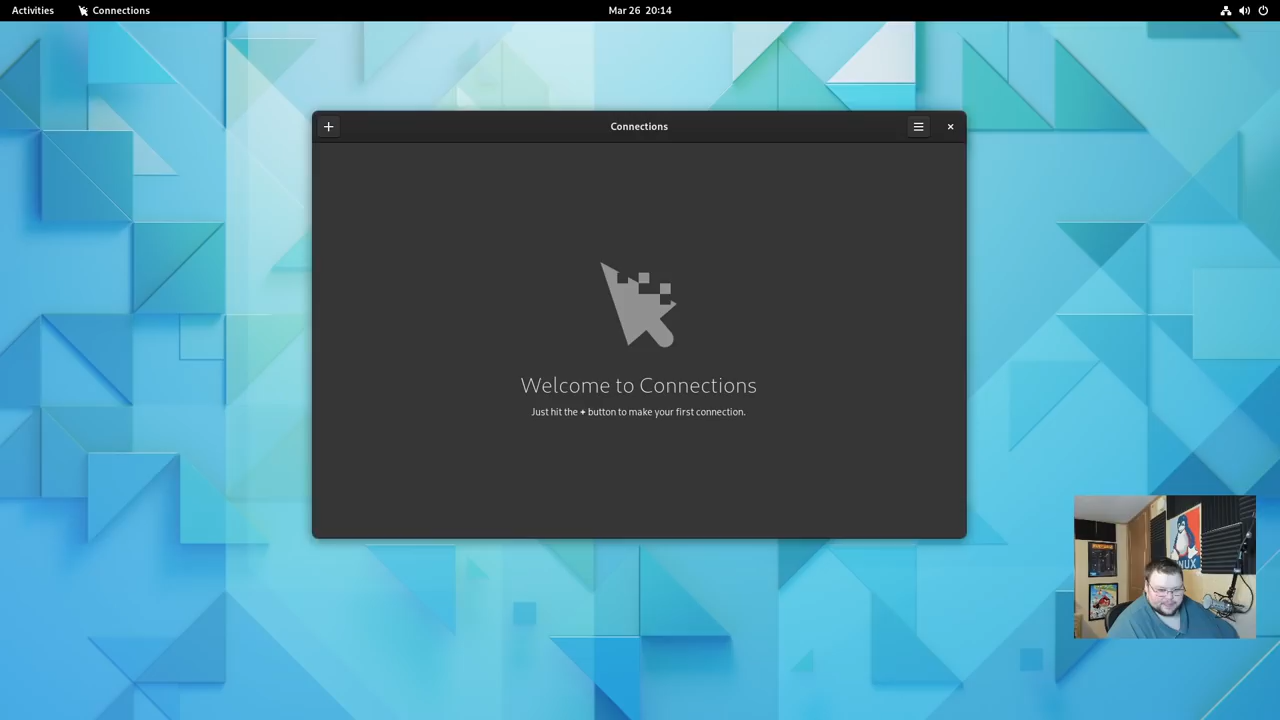 Activities
Connections
Mar 26 20:14
Connections
Welcome to Connections
Just hit the + button to make your first connection.